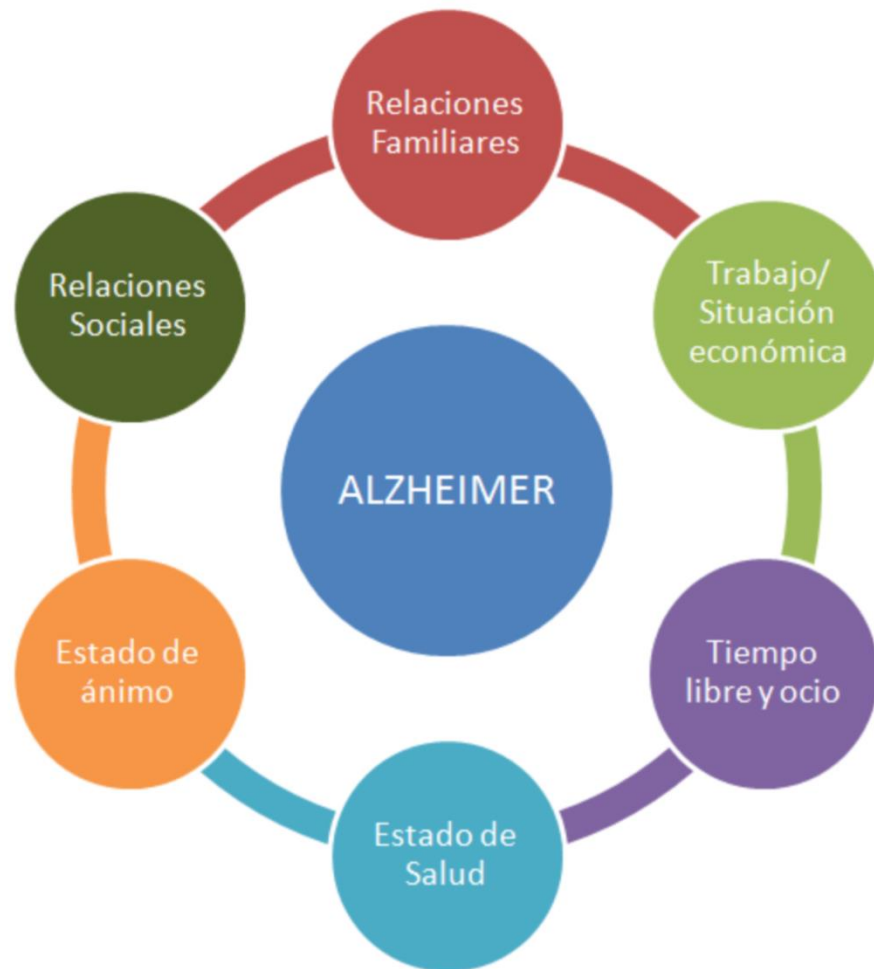 Relaciones
Familiares
Trabajo/
Situación
económica
Tiempo
libre y ocio
Estado de
Salud
Estado de
ánimo
Relaciones
Sociales
ALZHEIMER